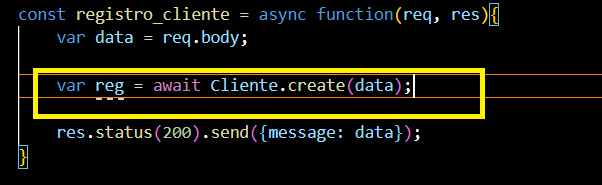 const registro_cliente = async function(req, res){
var data = req.body;
var reg = await Cliente.create(data);
res.status(200).send({message: data});
}